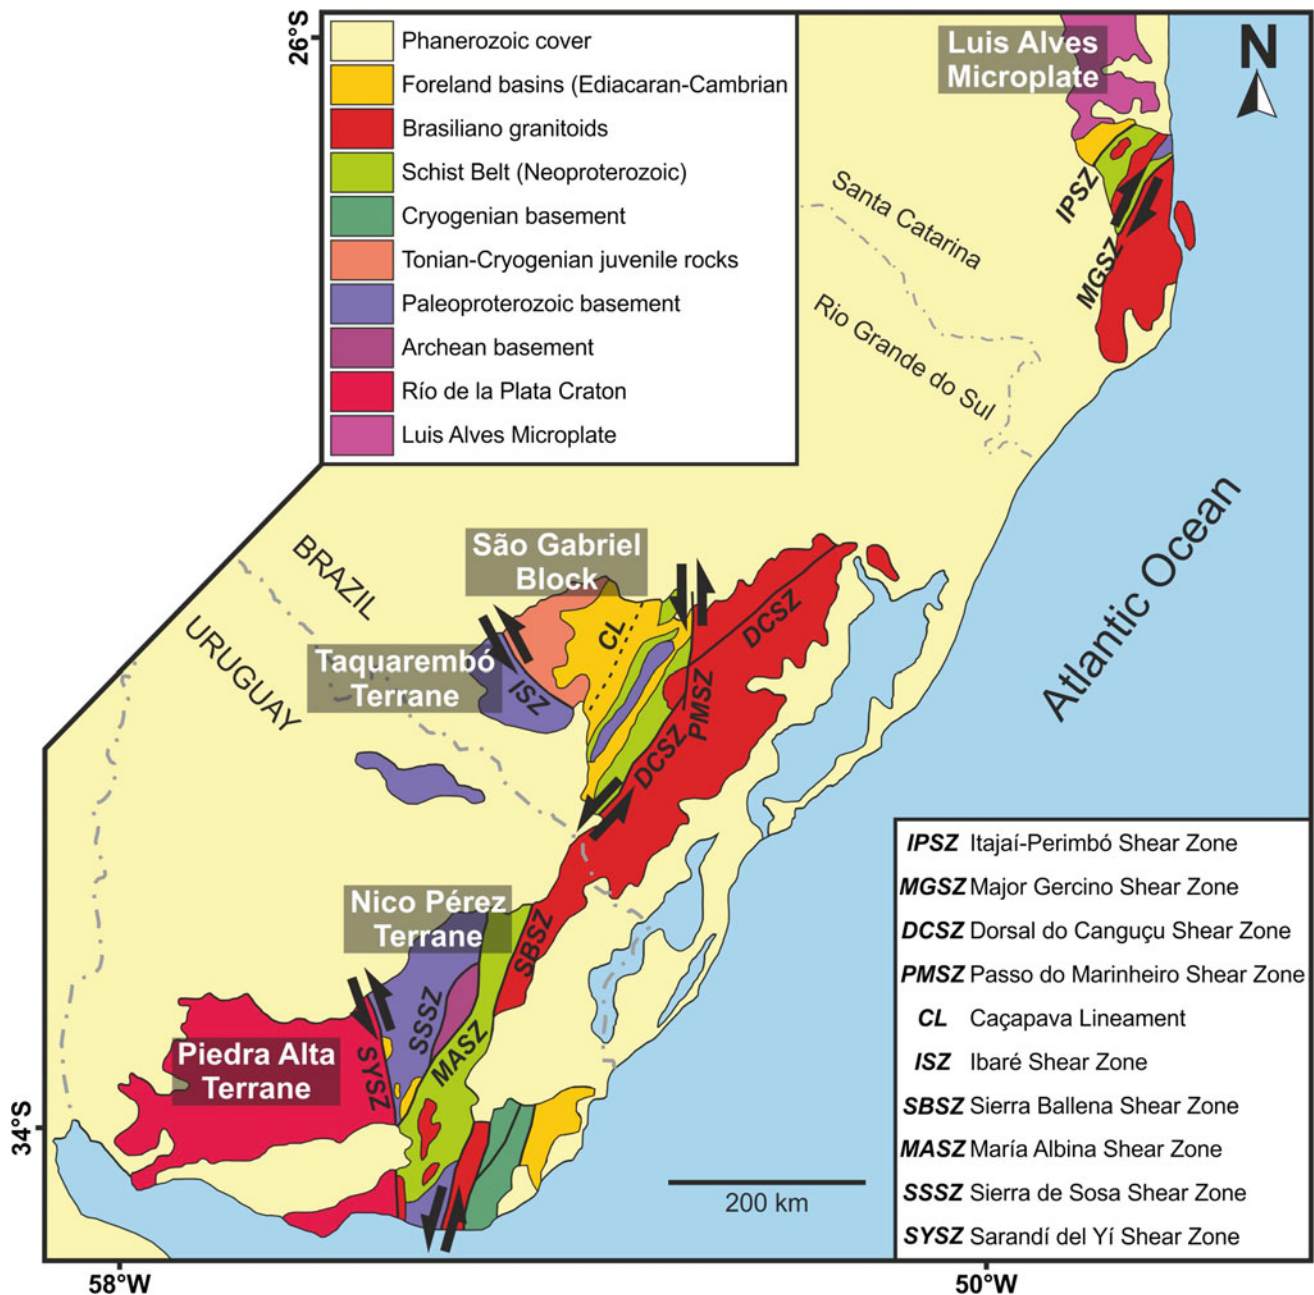 26°S
Phanerozoic cover
Foreland basins (Ediacaran-Cambrian
Brasiliano granitoids
Schist Belt (Neoproterozoic)
Cryogenian basement
Tonian-Cryogenian juvenile rocks
Paleoproterozoic basement
Archean basement
Río de la Plata Craton
Luis Alves Microplate
Luis Alves
Microplate
N
IPSZ
MGSZ
Santa Catarina
Rio Grande do Sul
Atlantic Ocean
BRAZIL
URUGUAY
São Gabriel
Block
CL
DCSZ
Taquarembó
Terrane
ISZ
PMSZ
DCSZ
Nico Pérez
Terrane
SBSZ
SSSZ
MASZ
Piedra Alta
Terrane
SYSZ
34°S
200 km
IPSZ Itajaí-Perimbó Shear Zone
MGSZ Major Gercino Shear Zone
DCSZ Dorsal do Canguçu Shear Zone
PMSZ Passo do Marinheiro Shear Zone
CL Caçapava Lineament
ISZ Ibaré Shear Zone
SBSZ Sierra Ballena Shear Zone
MASZ María Albina Shear Zone
SSSZ Sierra de Sosa Shear Zone
SYSZ Sarandí del Yí Shear Zone
58°W
50°W